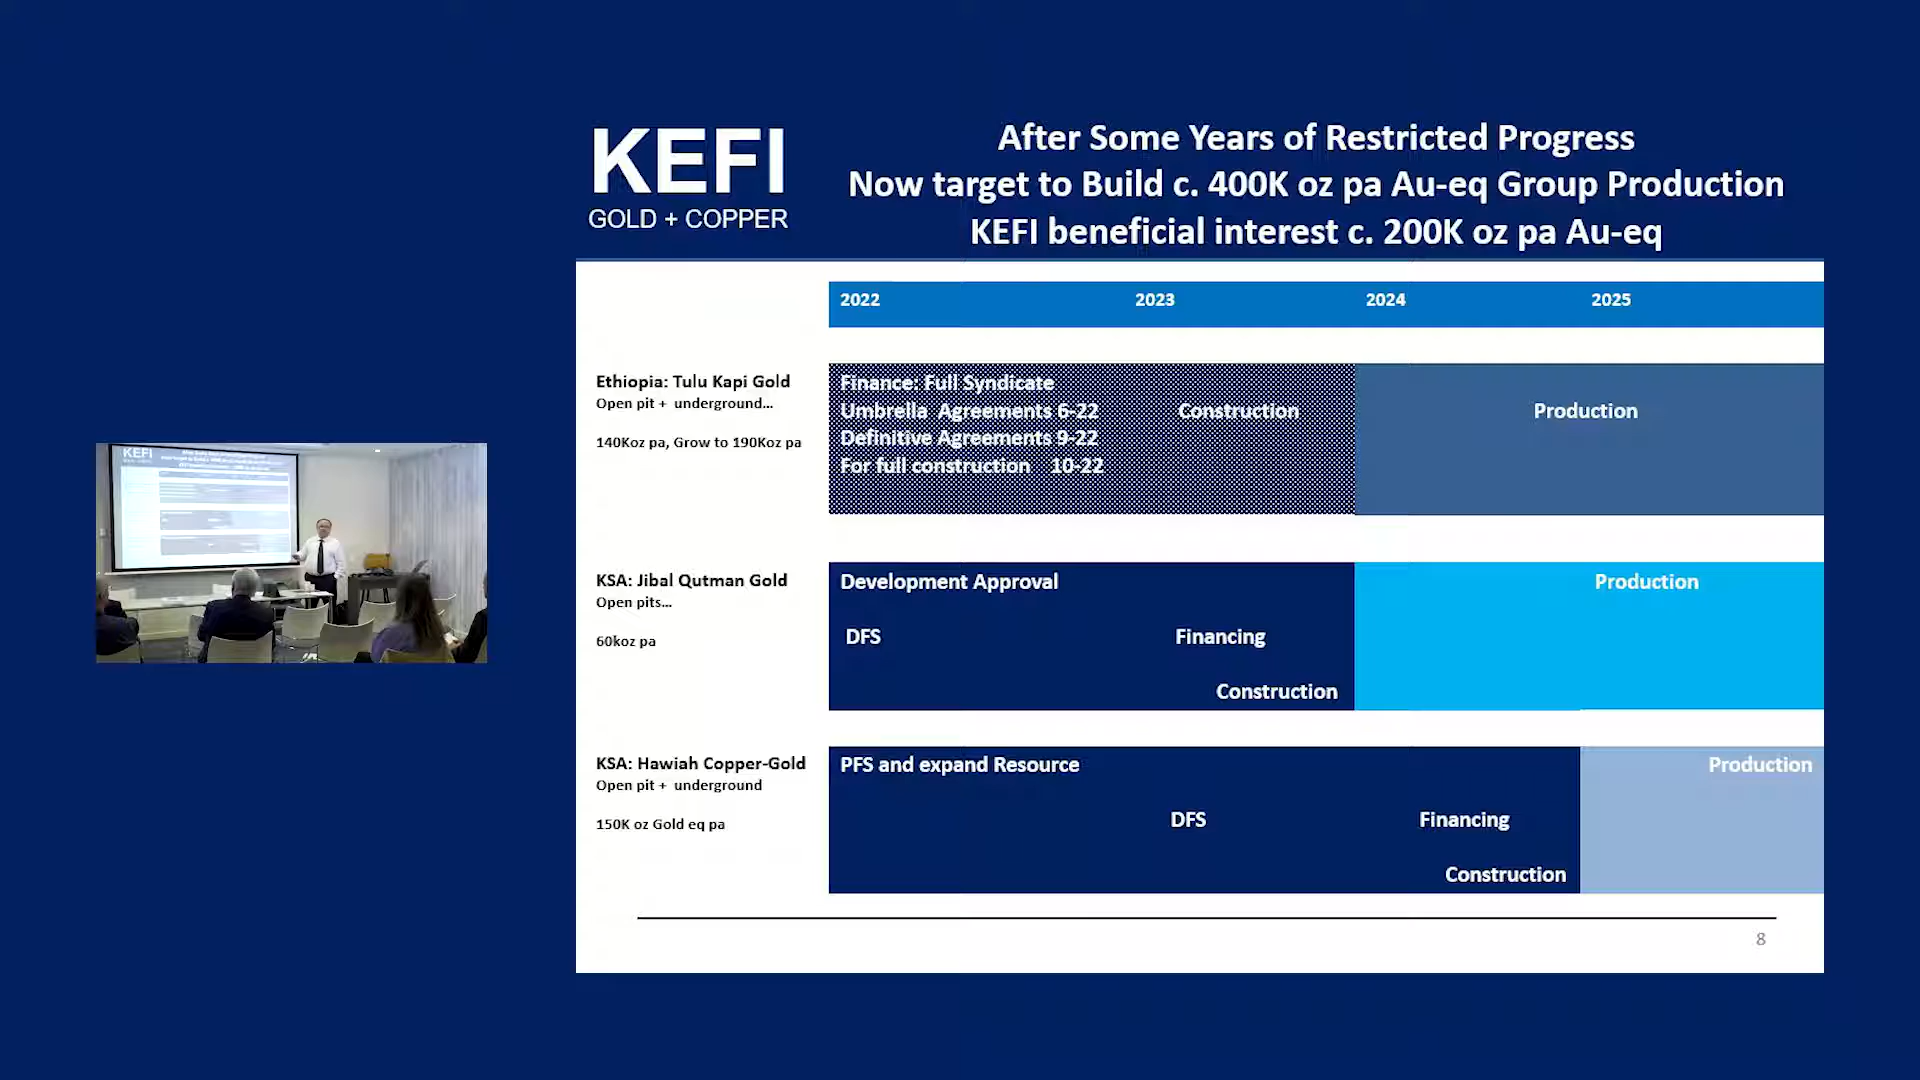 KEFI
GOLD + COPPER
After Some Years of Restricted Progress
Now target to Build c. 400K oz pa Au-eq Group Production
KEFI beneficial interest c. 200K oz pa Au-eq
2022 2023 2024 2025
Ethiopia: Tulu Kapi Gold
Open pit + underground...
140Koz pa, Grow to 190Koz pa
Finance: Full Syndicate
Umbrella Agreements 6-22 Construction Production
Definitive Agreements 9-22
For full construction 10-22
KSA: Jibal Qutman Gold
Open pits...
60koz pa
Development Approval Production
DFS Financing
Construction
KSA: Hawiah Copper-Gold
Open pit + underground
150K oz Gold eq pa
PFS and expand Resource Production
DFS Financing
Construction
8
KEFI